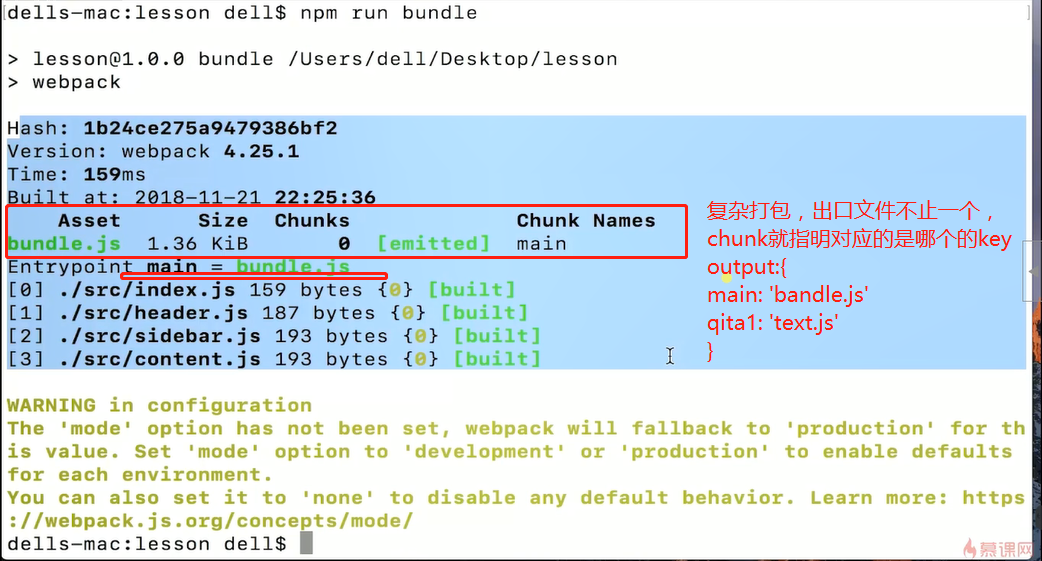 dells-mac:lesson dell$ npm run bundle
> lesson@1.0.0 bundle /Users/dell/Desktop/lesson
> webpack
Hash: 1b24ce275a9479386bf2
Version: webpack 4.25.1
Time: 159ms
Built at: 2018-11-21 22:25:36
Asset Size Chunks Chunk Names
bundle.js 1.36 KiB 0 [emitted] main
Entrypoint main = bundle.js
[0] ./src/index.js 159 bytes {0} [built]
[1] ./src/header.js 187 bytes {0} [built]
[2] ./src/sidebar.js 193 bytes {0} [built]
[3] ./src/content.js 193 bytes {0} [built]
复杂打包，出口文件不止一个，
chunk就指明对应的是哪个的key
output:{
main: 'bandle.js'
qita1: 'text.js'
}
WARNING in configuration
The 'mode' option has not been set, webpack will fallback to 'production' for th
is value. Set 'mode' option to 'development' or 'production' to enable defaults
for each environment.
You can also set it to 'none' to disable any default behavior. Learn more: https
://webpack.js.org/concepts/mode/
dells-mac:lesson dell$
慕课网